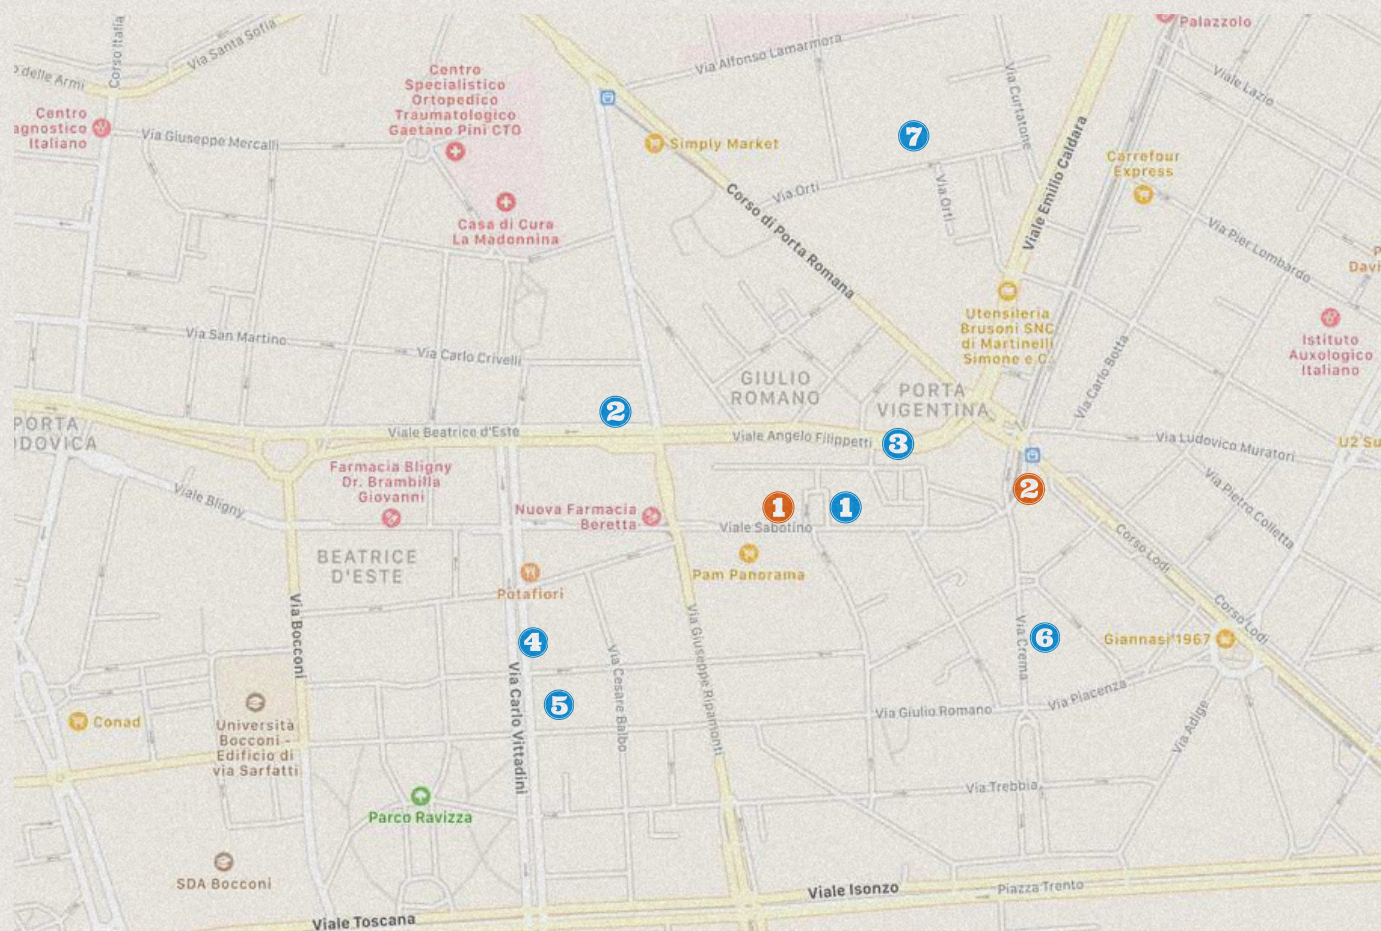 Palazzolo
Via Santa Sofia
Corso Italia
o delle Armi
Via Alfonso Lamarmora
Viale Lazio
Via Curtatone
Centro
Specialistico
Ortopedico
Traumatologico
Gaetano Pini CTO
Centro
agnostico
Italiano
Via Giuseppe Mercalli
Simply Market
7
Viale Emilio Caldara
Carrefour
Express
Via Orti
Via Orti
Corso di Porta Romana
Casa di Cura
La Madonnina
Via Pier Lombardo
P
Davi
Utensileria
Brusoni SNC
di Martinelli
Simone e C.
Istituto
Auxologico
Italiano
Via San Martino
Via Carlo Crivelli
Via Carlo Botta
GIULIO
ROMANO
PORTA
VIGENTINA
PORTA
DOVICA
2
Viale Beatrice d'Este
Viale Angelo Filippetti
3
Via Ludovico Muratori
U2 Su
Farmacia Bligny
Dr. Brambilla
Giovanni
Viale Bligny
Nuova Farmacia
Beretta
1
1
2
Viale Sabotino
Via Pietro Colletta
Corso Lodi
BEATRICE
D'ESTE
Pam Panorama
Potafiori
Via Bocconi
4
Via Carlo Vittadini
Via Cesare Balbo
Via Giuseppe Ripamonti
Via Crema
6
Giannasi 1967
Corso Lodi
5
Via Giulio Romano
Via Piacenza
Via Adige
Conad
Università
Bocconi -
Edificio di
via Sarfatti
Via Trebbia
Parco Ravizza
SDA Bocconi
Viale Isonzo
Piazza Trento
Viale Toscana